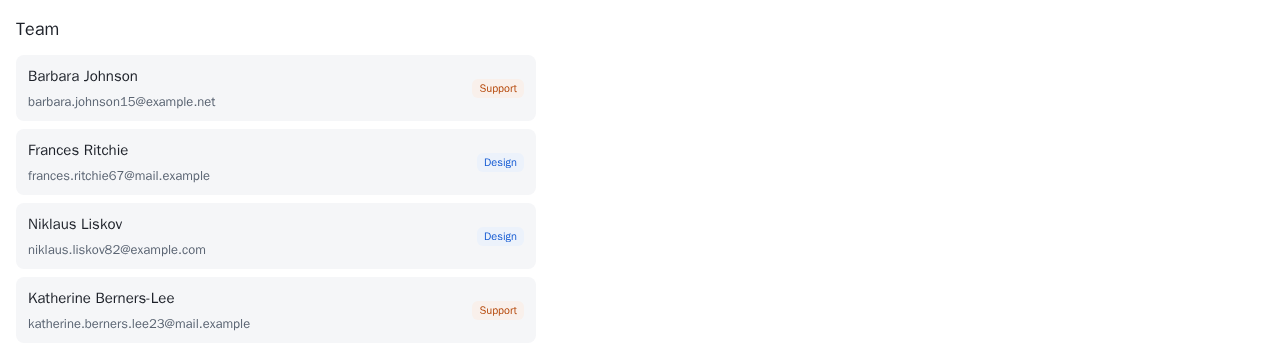 Team
Barbara Johnson
barbara.johnson15@example.net
Support
Frances Ritchie
frances.ritchie67@mail.example
Design
Niklaus Liskov
niklaus.liskov82@example.com
Design
Katherine Berners-Lee
katherine.berners.lee23@mail.example
Support